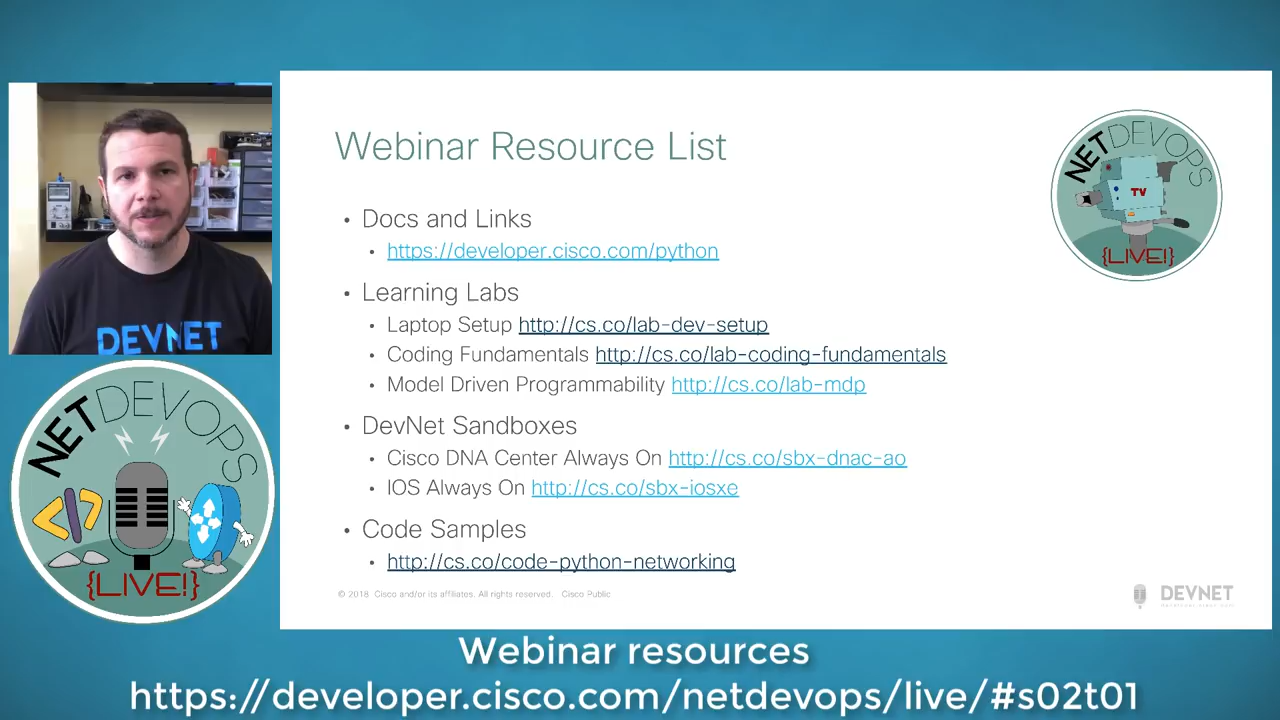 Webinar Resource List
NETDEVOPS
TV
{LIVE!}
• Docs and Links
• https://developer.cisco.com/python
• Learning Labs
• Laptop Setup http://cs.co/lab-dev-setup
• Coding Fundamentals http://cs.co/lab-coding-fundamentals
• Model Driven Programmability http://cs.co/lab-mdp
• DevNet Sandboxes
• Cisco DNA Center Always On http://cs.co/sbx-dnac-ao
• IOS Always On http://cs.co/sbx-iosxe
• Code Samples
• http://cs.co/code-python-networking
© 2018 Cisco and/or its affiliates. All rights reserved. Cisco Public
DEVNET
DEVNET
NETDEVOPS
</>
{LIVE!}
Webinar resources
https://developer.cisco.com/netdevops/live/#s02t01